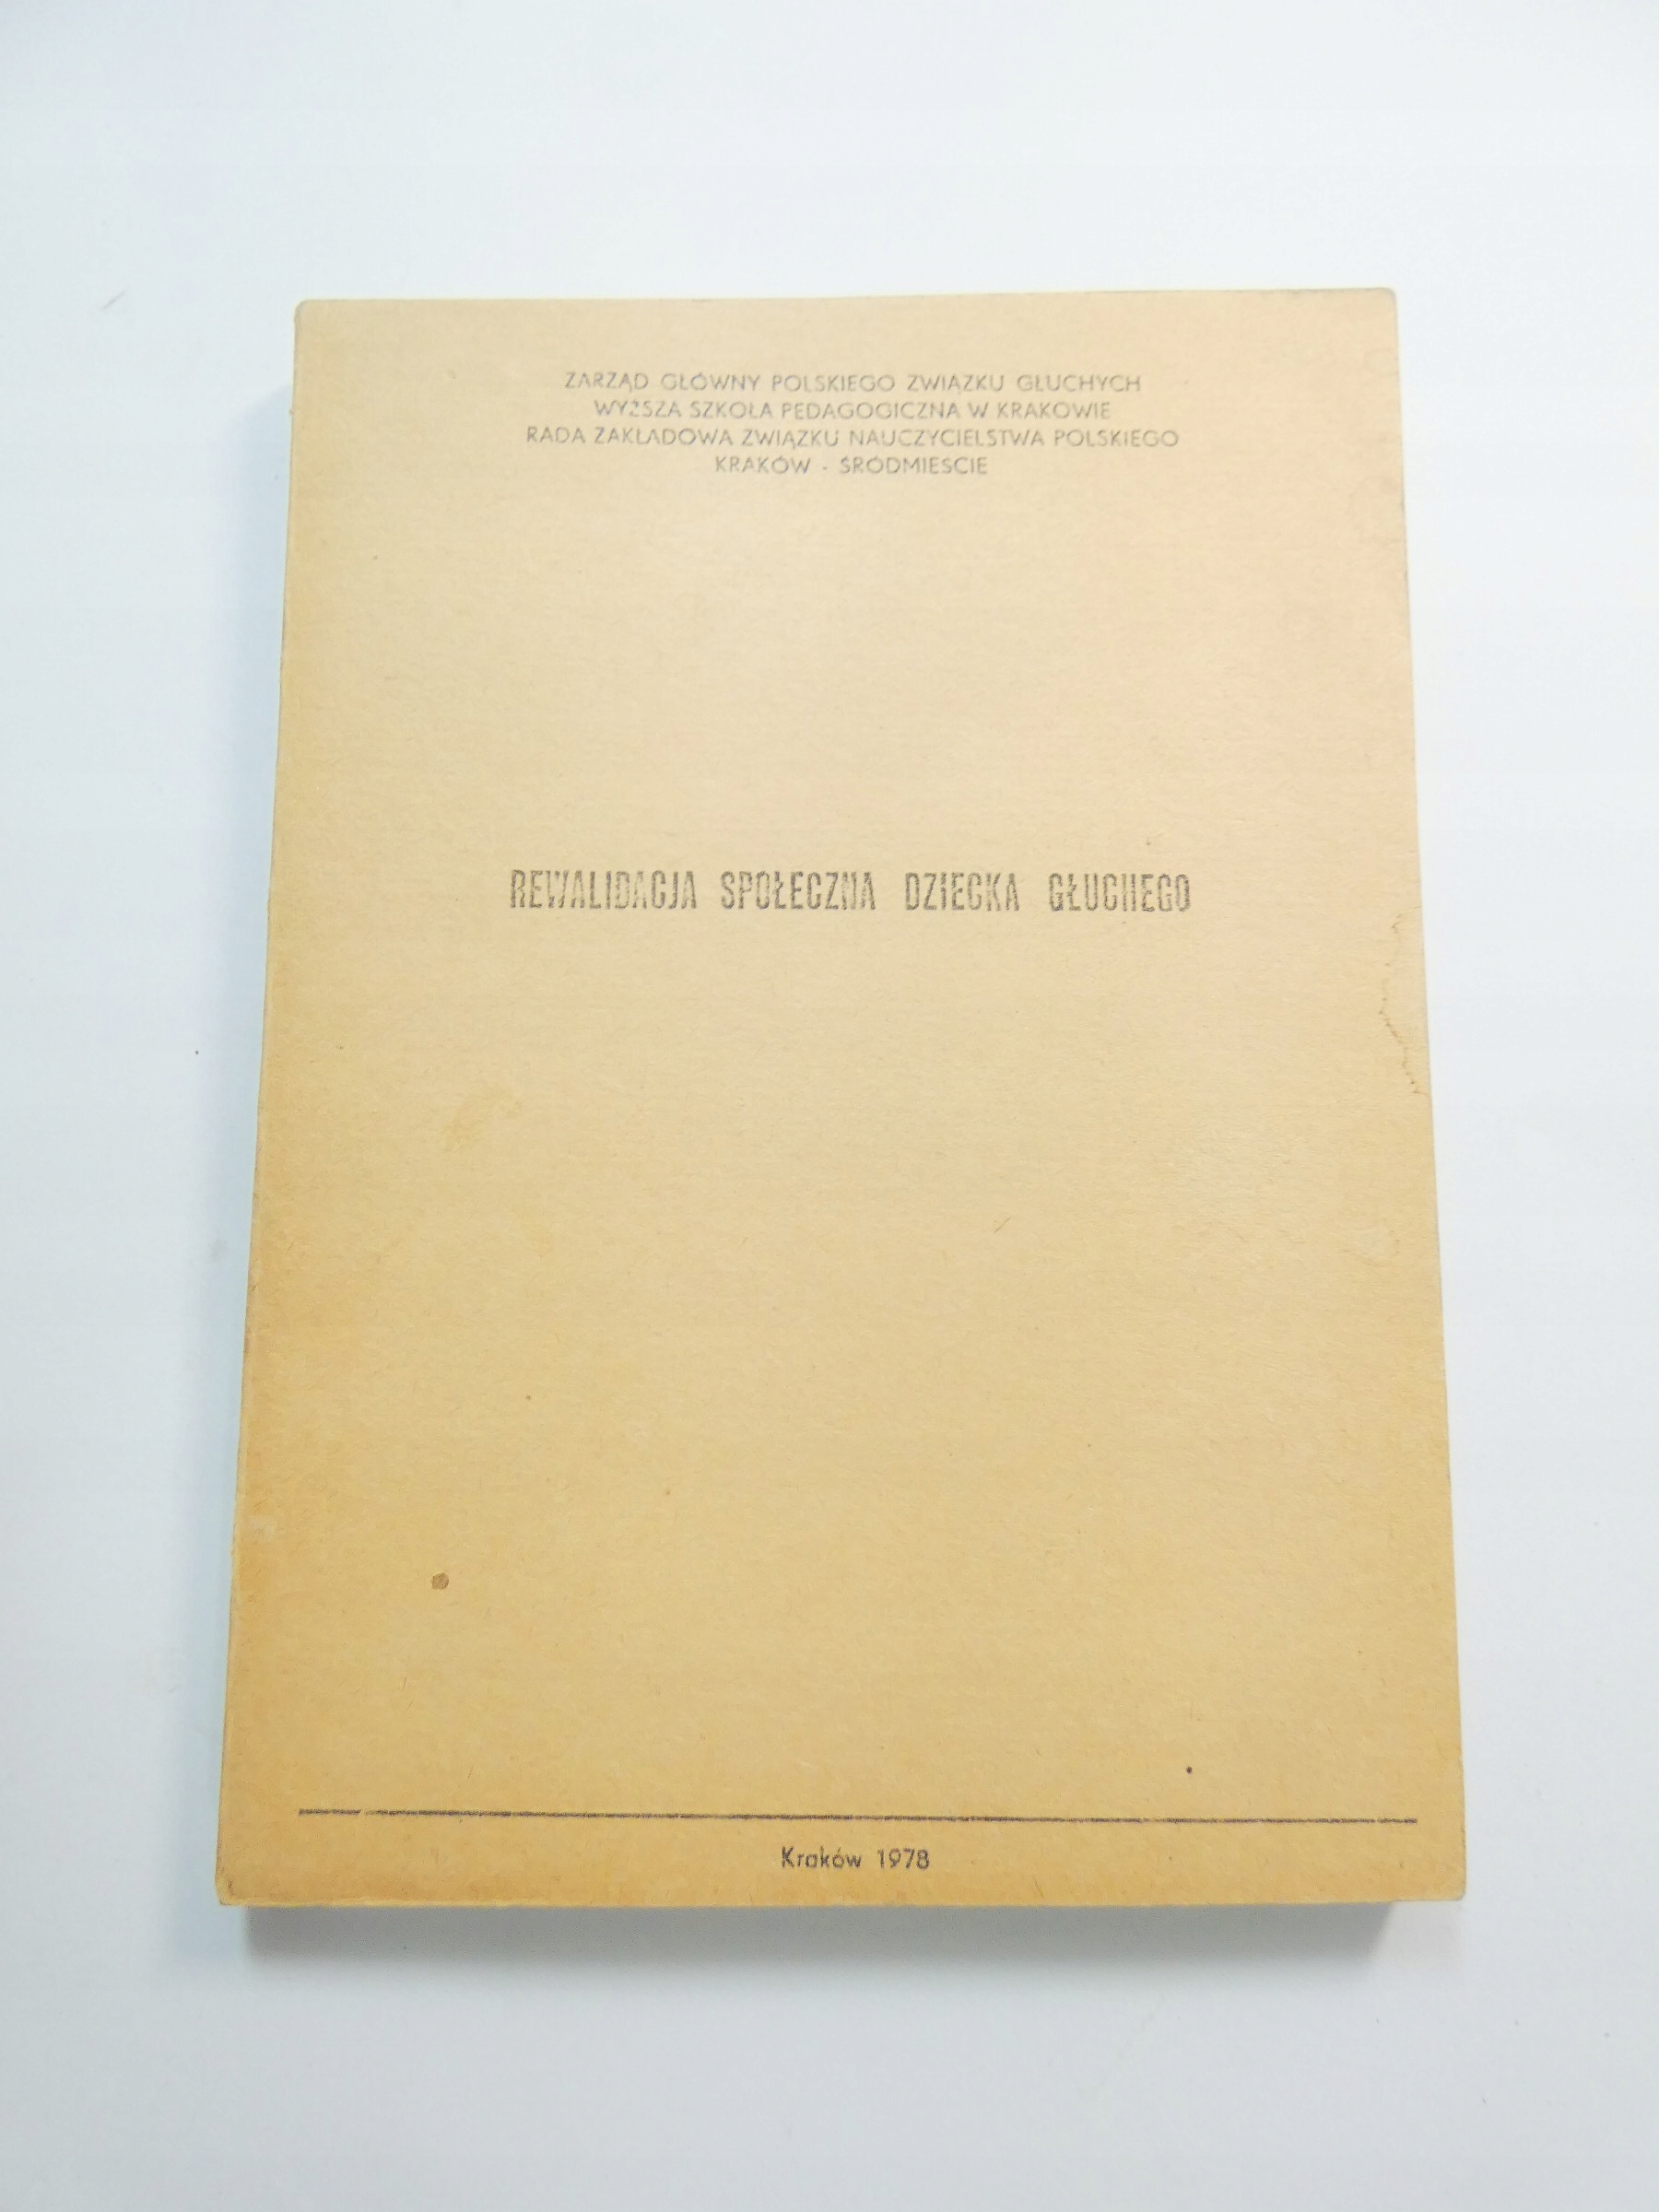 ZARZĄD GŁÓWNY POLSKIEGO ZWIĄZKU GŁUCHYCH
WYŻSZA SZKOŁA PEDAGOGICZNA W KRAKOWIE
RADA ZAKŁADOWA ZWIĄZKU NAUCZYCIELSTWA POLSKIEGO
KRAKÓW - ŚRÓDMIEŚCIE
REWALIDACJA SPOŁECZNA DZIECKA GŁUCHEGO
Kraków 1978